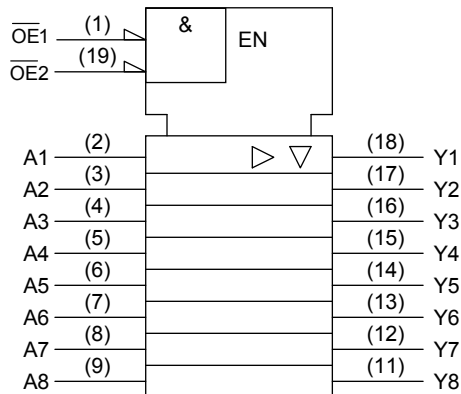 OE1 (1) & EN
OE2 (19)
A1 (2) (18) Y1
A2 (3) (17) Y2
A3 (4) (16) Y3
A4 (5) (15) Y4
A5 (6) (14) Y5
A6 (7) (13) Y6
A7 (8) (12) Y7
A8 (9) (11) Y8